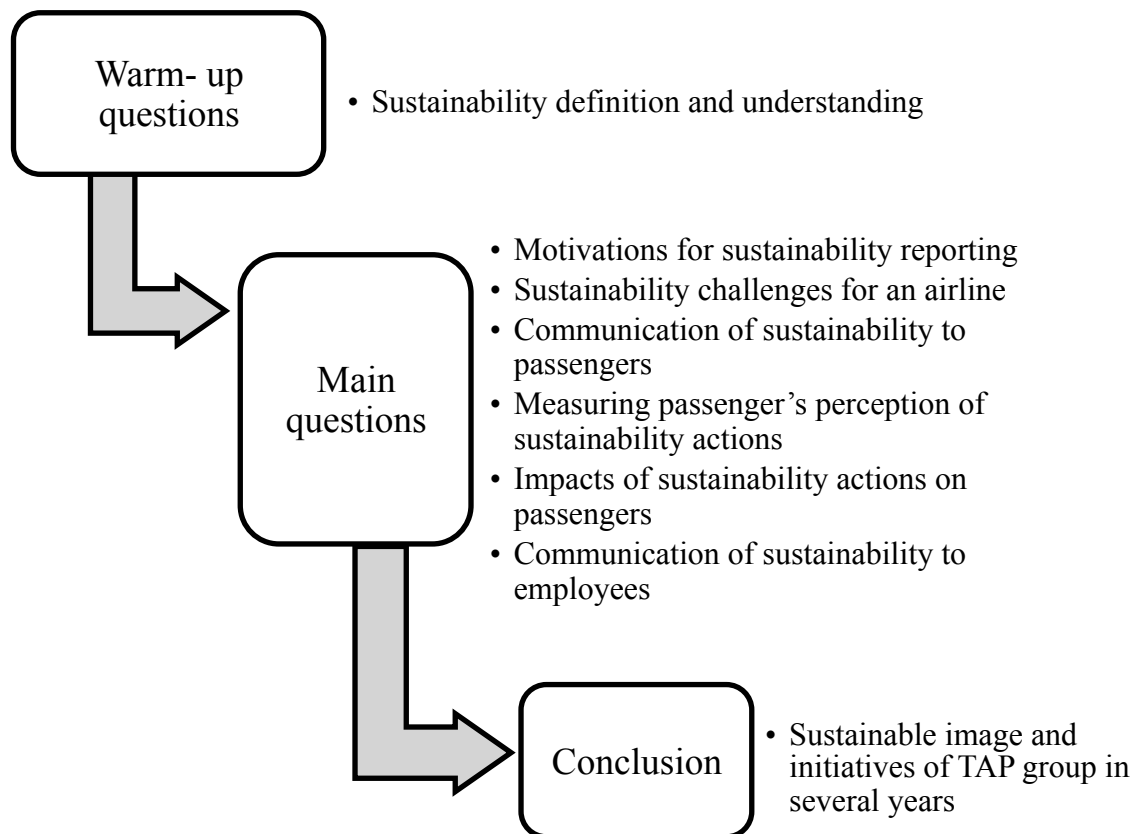 Warm- up
questions
• Sustainability definition and understanding
Main
questions
• Motivations for sustainability reporting
• Sustainability challenges for an airline
• Communication of sustainability to
passengers
• Measuring passenger’s perception of
sustainability actions
• Impacts of sustainability actions on
passengers
• Communication of sustainability to
employees
Conclusion
• Sustainable image and
initiatives of TAP group in
several years